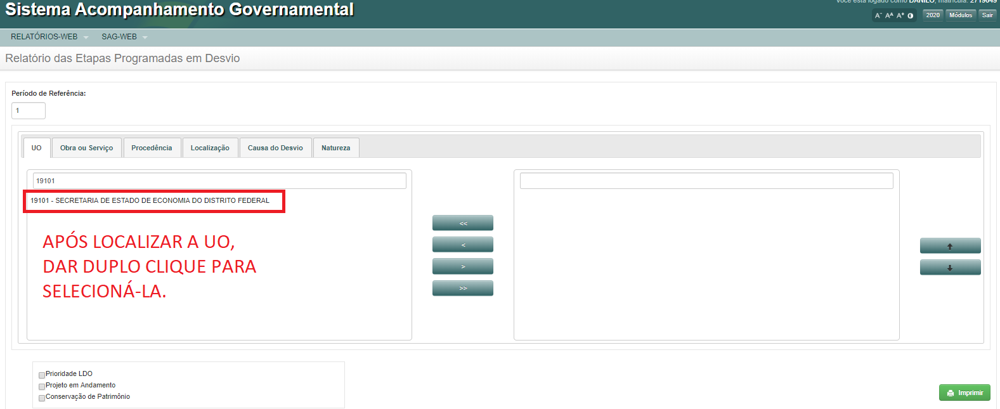 Sistema Acompanhamento Governamental
Você está logado como DANILO, matrícula: 2719649
A- AA A+
2020 Módulos Sair
RELATÓRIOS-WEB SAG-WEB
Relatório das Etapas Programadas em Desvio
Período de Referência:
1
UO Obra ou Serviço Procedência Localização Causa do Desvio Natureza
19101
19101 - SECRETARIA DE ESTADO DE ECONOMIA DO DISTRITO FEDERAL
APÓS LOCALIZAR A UO,
DAR DUPLO CLIQUE PARA
SELECIONÁ-LA.
<<
<
>
>>
Prioridade LDO
Projeto em Andamento
Conservação de Patrimônio
Imprimir